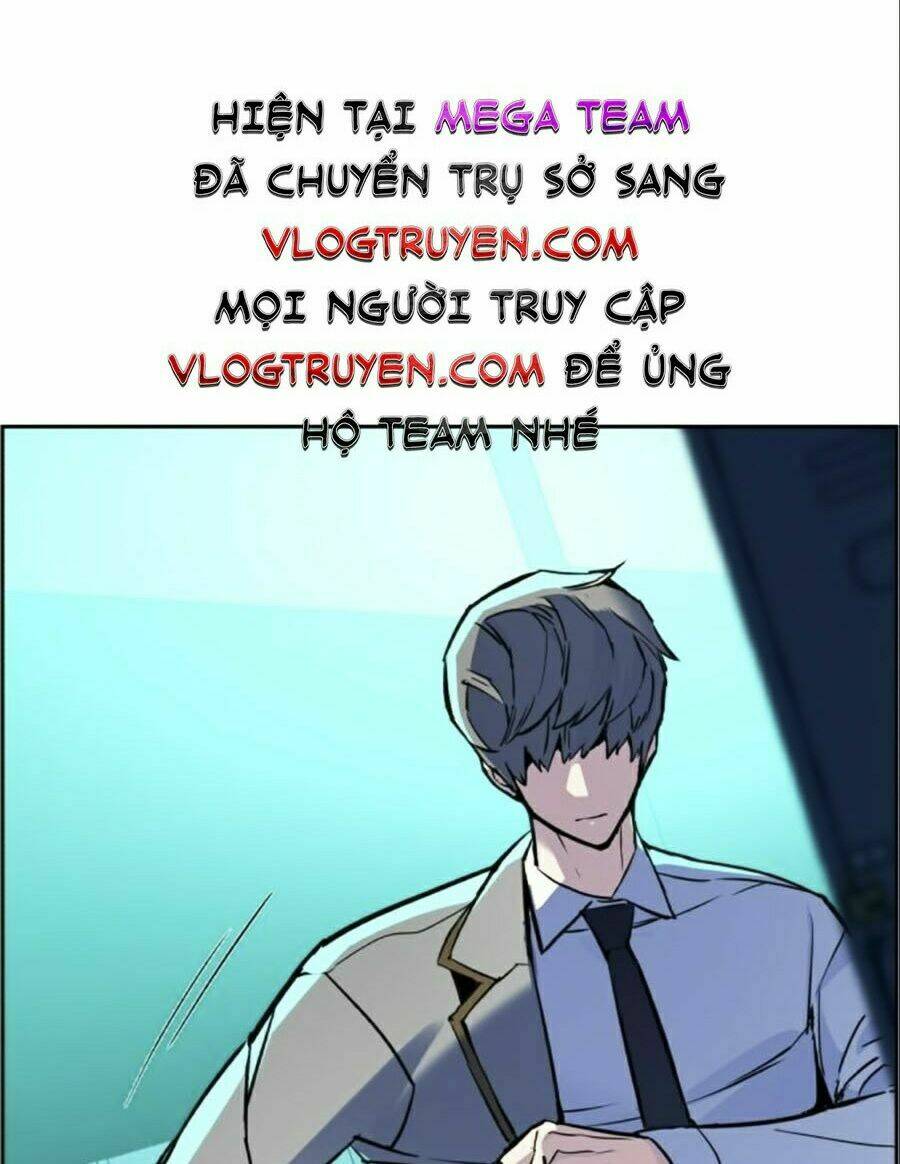 HIỆN TẠI MEGA TEAM
ĐÃ CHUYỂN TRỤ SỞ SANG
VLOGTRUYEN.COM
MỌI NGƯỜI TRUY CẬP
VLOGTRUYEN.COM ĐỂ ỦNG
HỘ TEAM NHÉ